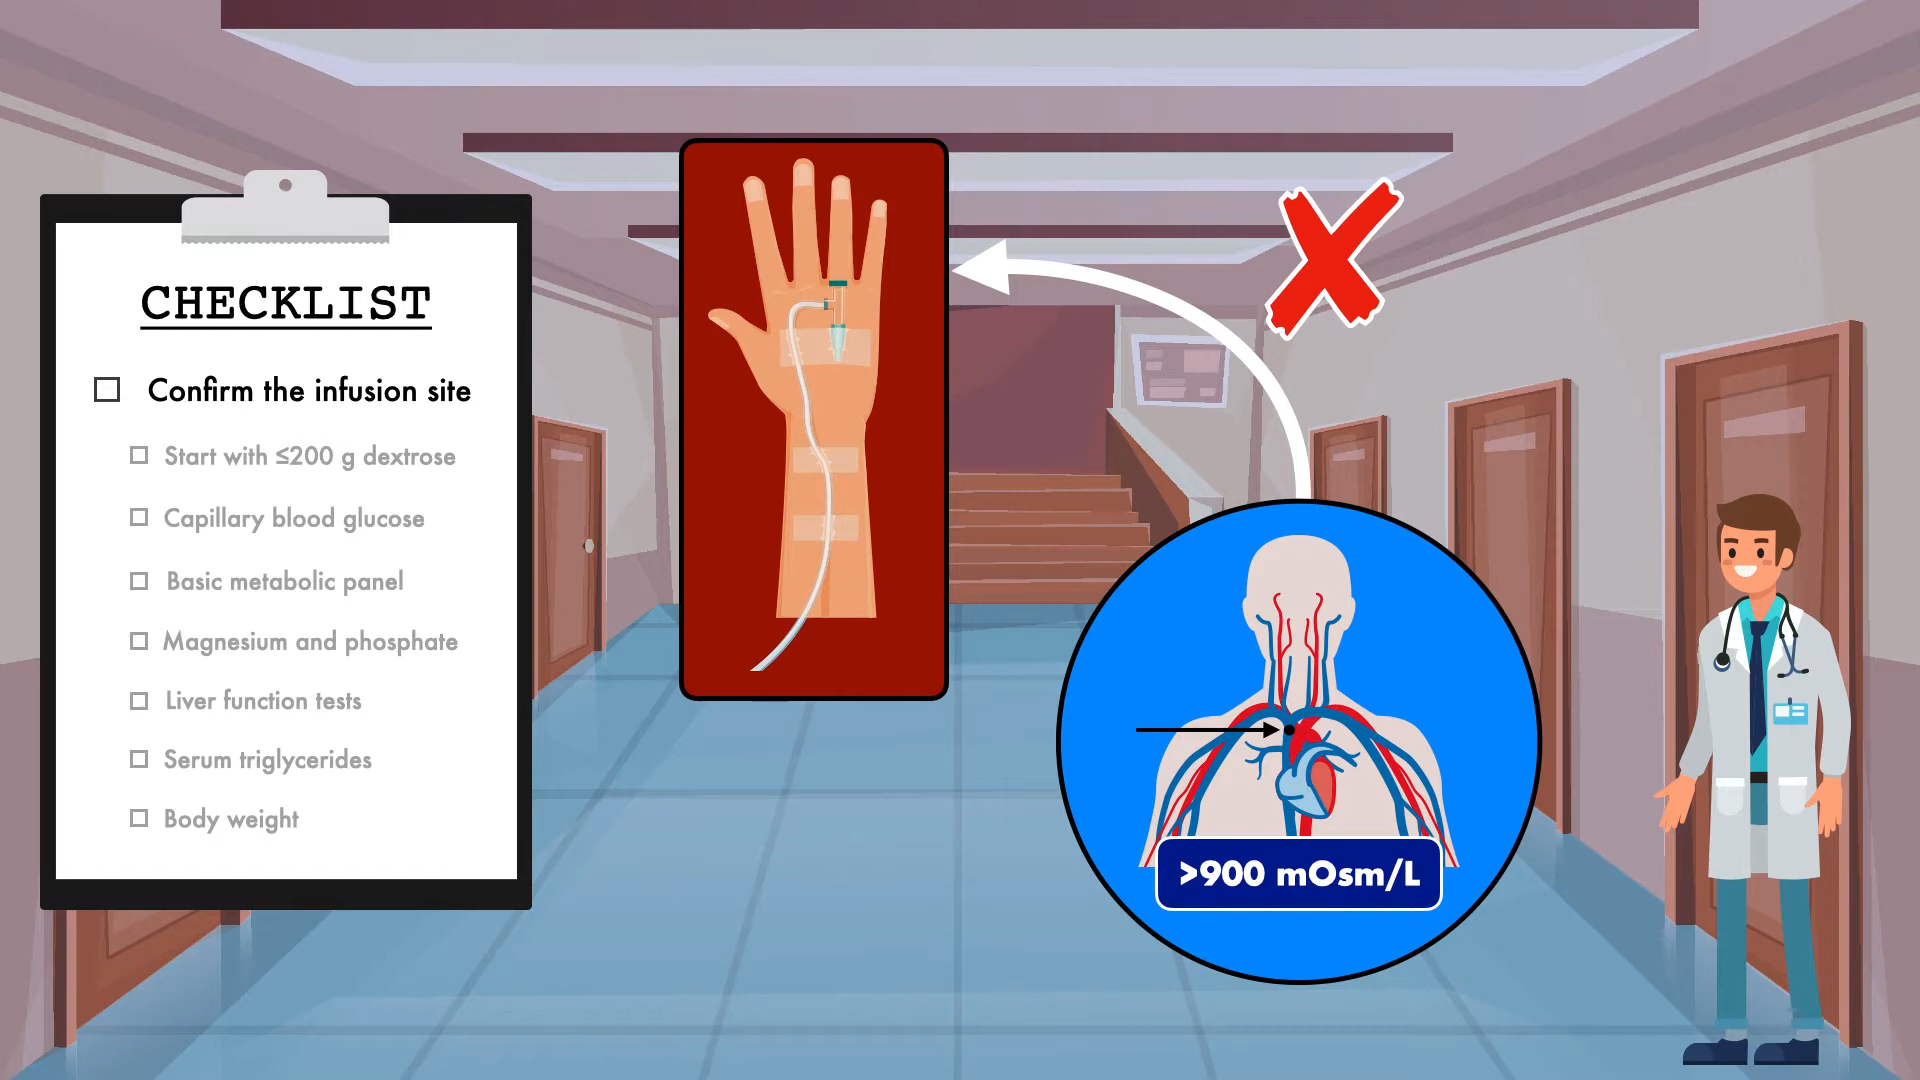 CHECKLIST
Confirm the infusion site
Start with ≤200 g dextrose
Capillary blood glucose
Basic metabolic panel
Magnesium and phosphate
Liver function tests
Serum triglycerides
Body weight
>900 mOsm/L